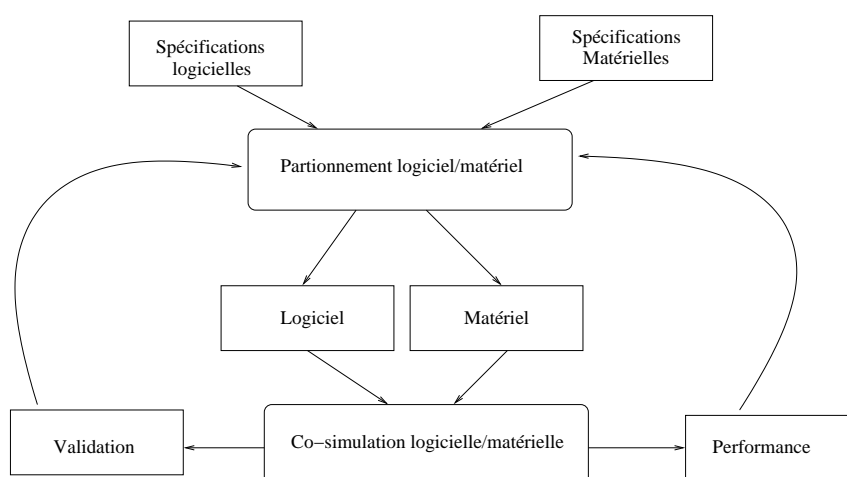 Spécifications
logicielles
Spécifications
Matérielles
Partionnement logiciel/matériel
Logiciel
Matériel
Validation
Co−simulation logicielle/matérielle
Performance